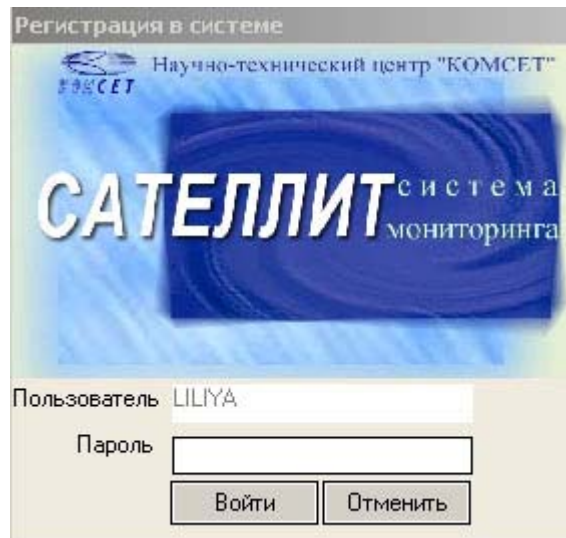 Регистрация в системе
Научно-технический центр "КОМСЕТ"
КОМСЕТ
САТЕЛЛИТ система
мониторинга
Пользователь LILIYA
Пароль
Войти Отменить